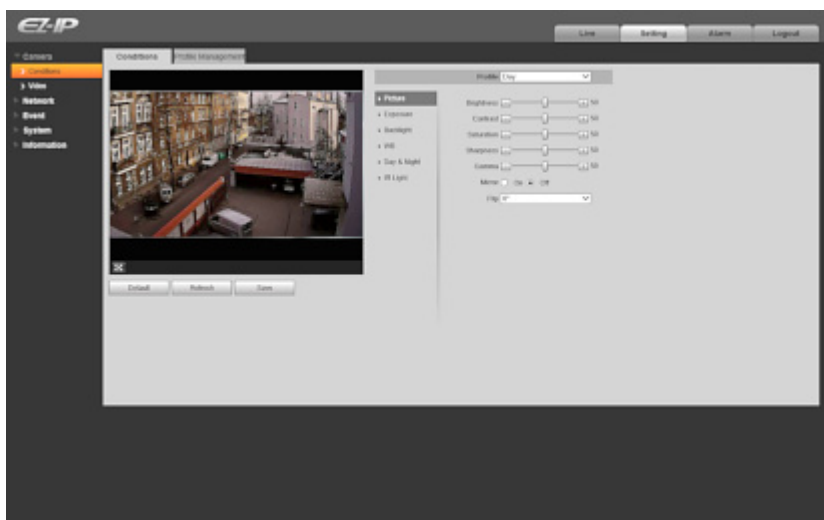 EZ-IP
Live Setting Alarm Logout
Camera
Conditions
Video
Network
Event
System
Information
Conditions Profile Management
Default Refresh Save
Picture
Exposure
Backlight
WB
Day & Night
IR Light
Profile Day
Brightness 50
Contrast 50
Saturation 50
Sharpness 50
Gamma 50
Mirror On Off
Flip 0°